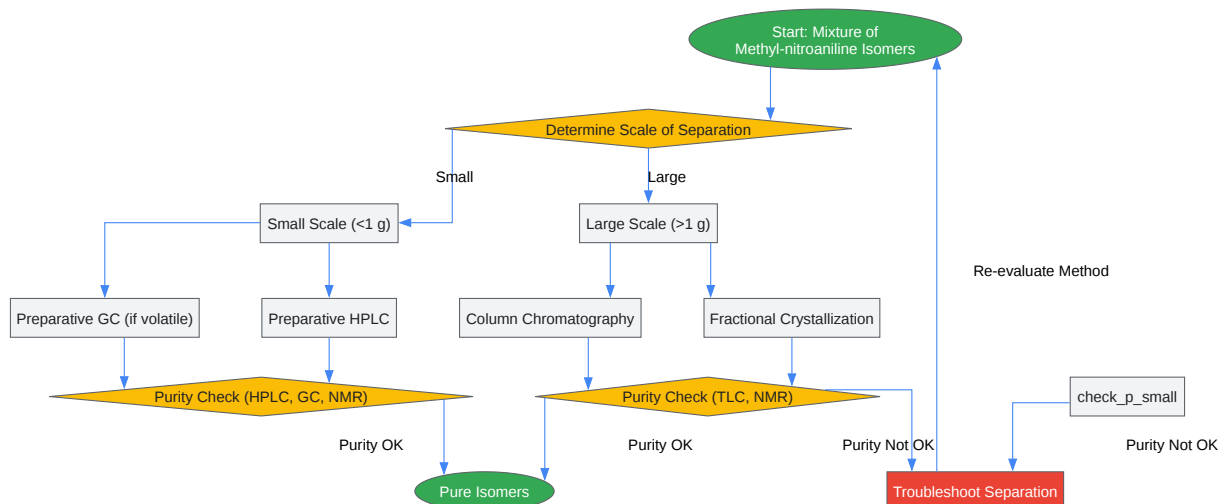 Start: Mixture of
Methyl-nitroaniline Isomers
Determine Scale of Separation
Small
Large
Small Scale (<1 g)
Large Scale (>1 g)
Re-evaluate Method
Preparative GC (if volatile)
Preparative HPLC
Column Chromatography
Fractional Crystallization
Purity Check (HPLC, GC, NMR)
Purity Check (TLC, NMR)
check_p_small
Purity OK
Purity OK
Purity Not OK
Purity Not OK
Pure Isomers
Troubleshoot Separation